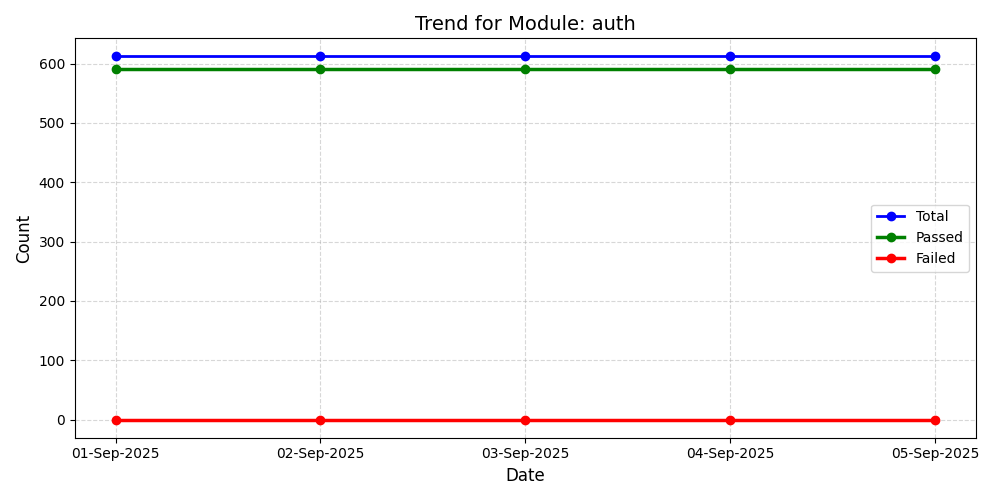 Trend for Module: auth
600
500
400
300
200
100
0
Count
Total
Passed
Failed
01-Sep-2025
02-Sep-2025
03-Sep-2025
04-Sep-2025
05-Sep-2025
Date